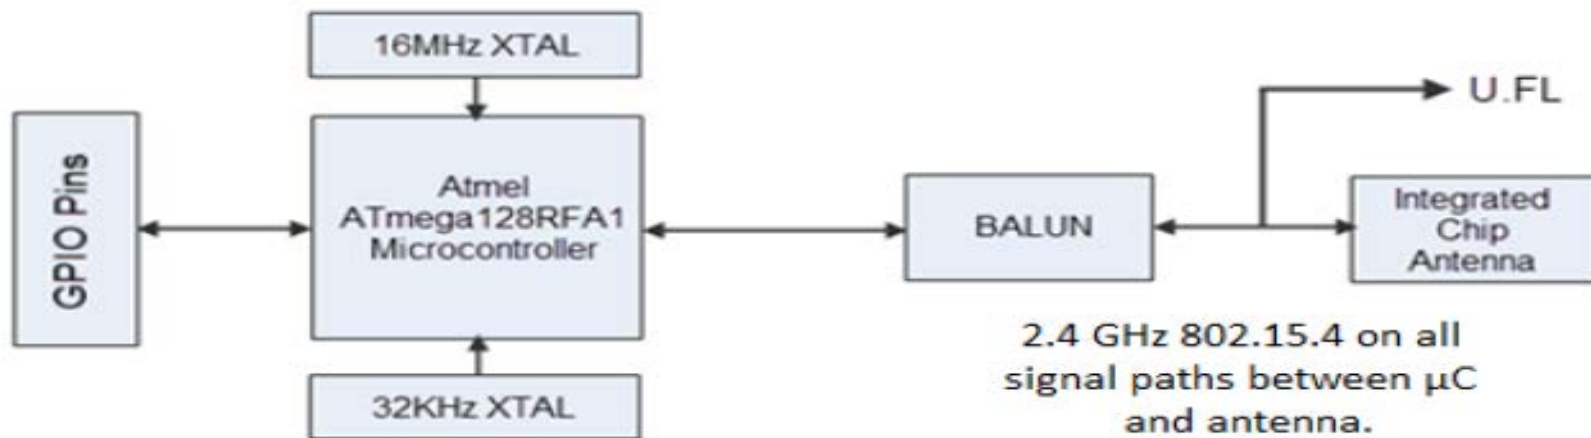 16MHz XTAL
U.FL
GPIO Pins
Atmel
ATmega128RFA1
Microcontroller
BALUN
Integrated
Chip
Antenna
32KHz XTAL
2.4 GHz 802.15.4 on all
signal paths between µC
and antenna.